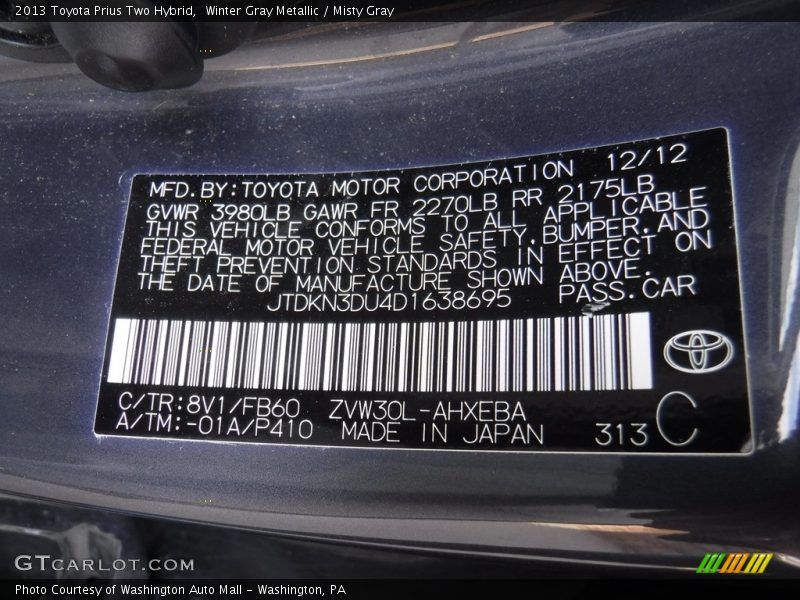 2013 Toyota Prius Two Hybrid,  Winter Gray Metallic / Misty Gray
MFD. BY: TOYOTA MOTOR CORPORATION 12/12
GVWR 3980LB GAWR FR 2270LB RR 2175LB
THIS VEHICLE CONFORMS TO ALL APPLICABLE
FEDERAL MOTOR VEHICLE SAFETY, BUMPER, AND
THEFT PREVENTION STANDARDS IN EFFECT ON
THE DATE OF MANUFACTURE SHOWN ABOVE.
JTDKN3DU4D1638695 PASS. CAR
C/TR: 8V1/FB60 ZVW30L-AHXEBA
A/TM: -01A/P410 MADE IN JAPAN 313 C
GTCARLOT.COM
Photo Courtesy of Washington Auto Mall - Washington, PA